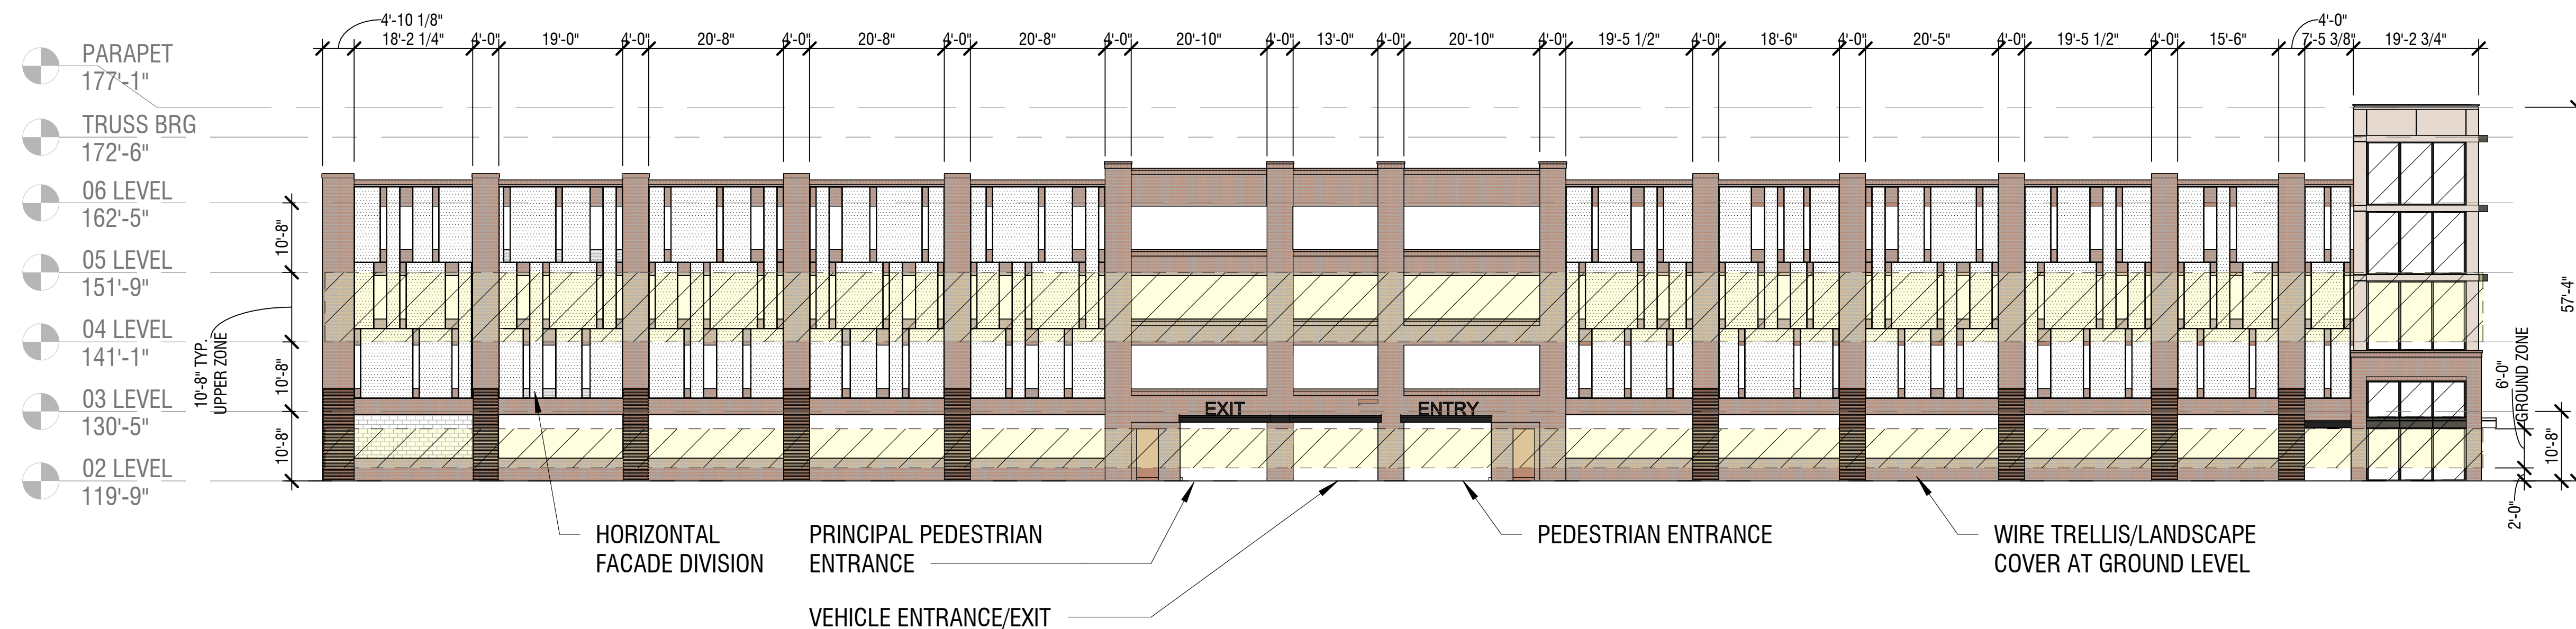 4'-10 1/8"
4'-0"
18'-2 1/4" 4'-0" 19'-0" 4'-0" 20'-8" 4'-0" 20'-8" 4'-0" 20'-8" 4'-0" 20'-10" 4'-0" 13'-0" 4'-0" 20'-10" 4'-0" 19'-5 1/2" 4'-0" 18'-6" 4'-0" 20'-5" 4'-0" 19'-5 1/2" 4'-0" 15'-6" 7'-5 3/8" 19'-2 3/4"
PARAPET
177'-1"
TRUSS BRG
172'-6"
06 LEVEL
162'-5"
05 LEVEL
151'-9"
04 LEVEL
141'-1"
03 LEVEL
130'-5"
02 LEVEL
119'-9"
10'-8" TYP.
UPPER ZONE
10'-8"
10'-8"
10'-8"
EXIT
ENTRY
57'-4"
6'-0"
GROUND ZONE
10'-8"
2'-0"
HORIZONTAL
FACADE DIVISION
PRINCIPAL PEDESTRIAN
ENTRANCE
VEHICLE ENTRANCE/EXIT
PEDESTRIAN ENTRANCE
WIRE TRELLIS/LANDSCAPE
COVER AT GROUND LEVEL